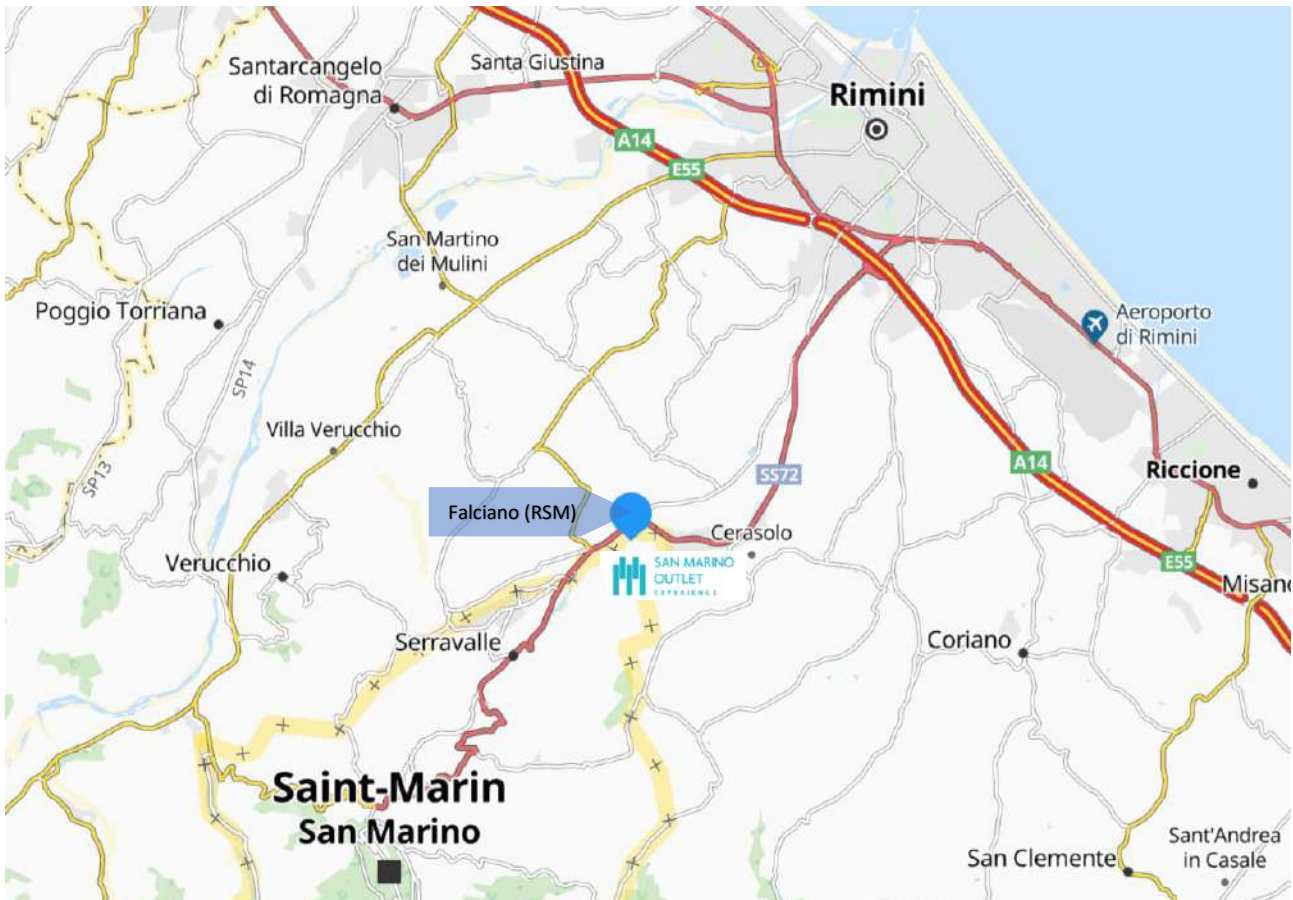 Santarcangelo
di Romagna
Santa Giustina
Rimini
A14
E55
San Martino
dei Mulini
Poggio Torriana
SP14
Aeroporto
di Rimini
Villa Verucchio
SP13
SS72
A14
Riccione
Falciano (RSM)
Cerasolo
Verucchio
SAN MARINO
OUTLET
EXPERIENCE
E55
Misano
Serravalle
Coriano
Saint-Marin
San Marino
San Clemente
Sant'Andrea
in Casale